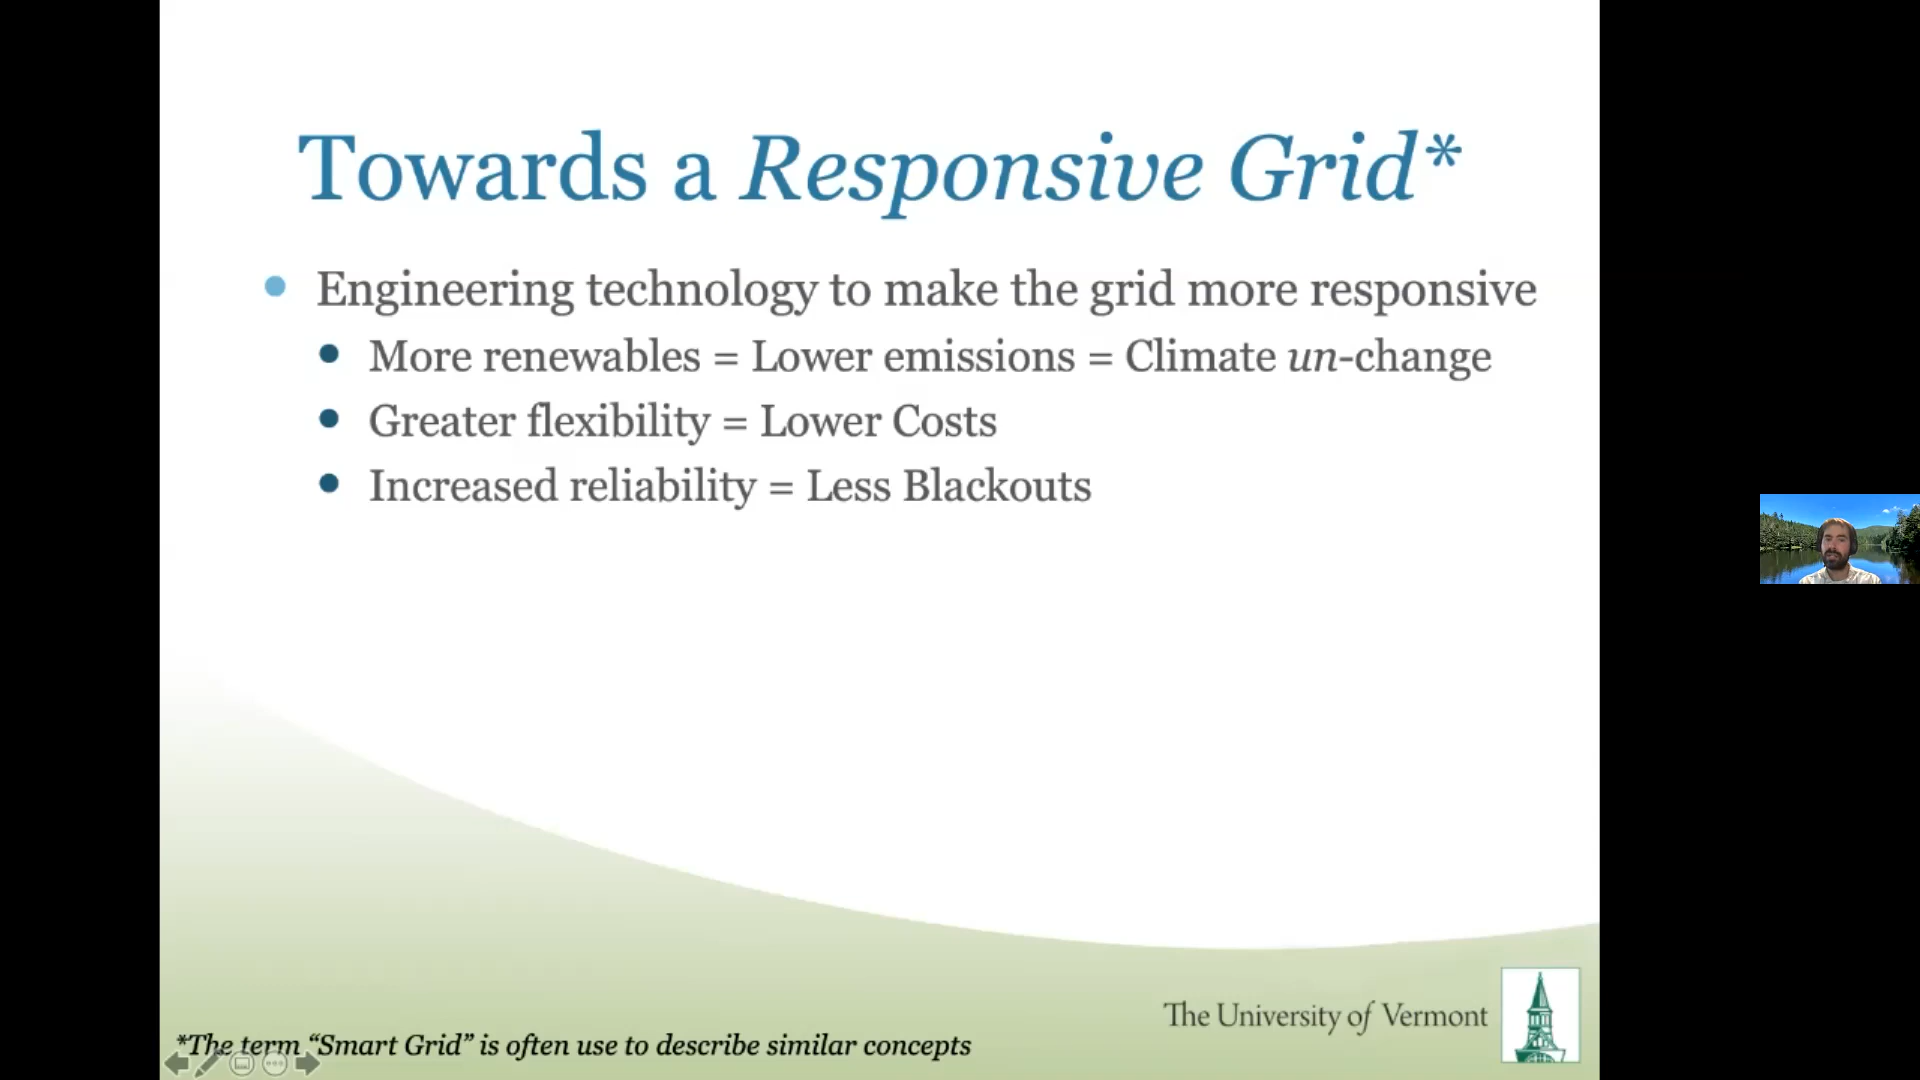 Towards a Responsive Grid*
Engineering technology to make the grid more responsive
More renewables = Lower emissions = Climate un-change
Greater flexibility = Lower Costs
Increased reliability = Less Blackouts
The University of Vermont
*The term “Smart Grid” is often use to describe similar concepts